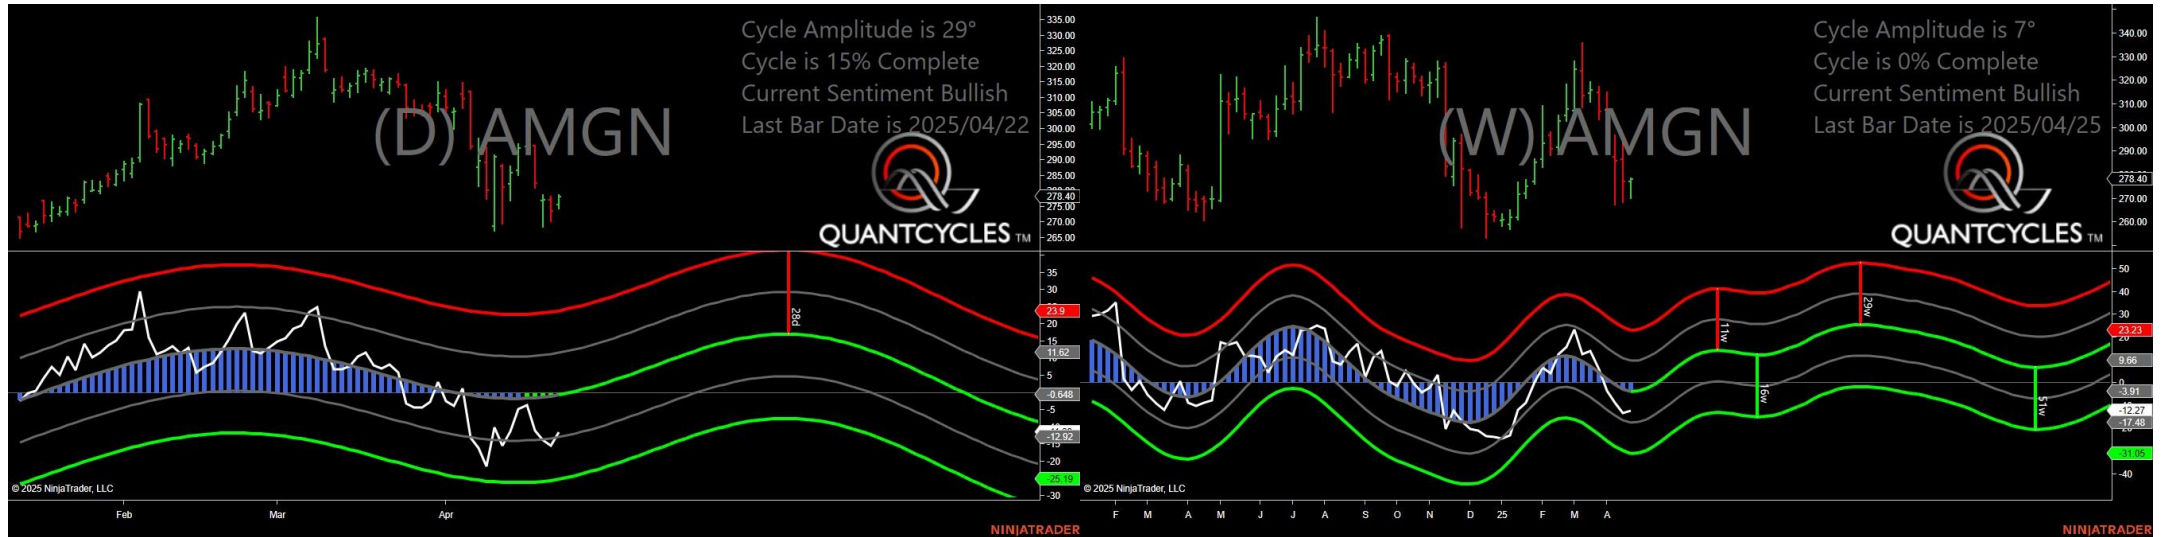 Cycle Amplitude is 29°
Cycle is 15% Complete
Current Sentiment Bullish
Last Bar Date is 2025/04/22
(D) AMGN
QUANTCYCLES TM
335.00
330.00
325.00
320.00
315.00
310.00
305.00
300.00
295.00
290.00
285.00
278.40
275.00
270.00
265.00
28d
35
30
23.9
20
15
11.62
5
-0.648
-5
-12.92
-15
-20
-25.19
-30
© 2025 NinjaTrader, LLC
Feb Mar Apr
NINJATRADER
Cycle Amplitude is 7°
Cycle is 0% Complete
Current Sentiment Bullish
Last Bar Date is 2025/04/25
(W) AMGN
QUANTCYCLES TM
340.00
330.00
320.00
310.00
300.00
290.00
278.40
270.00
260.00
11w
16w
29w
51w
50
40
30
23.23
20
9.66
0
-3.91
-12.27
-17.48
-31.05
-40
© 2025 NinjaTrader, LLC
F M A M J J A S O N D 25 F M A
NINJATRADER